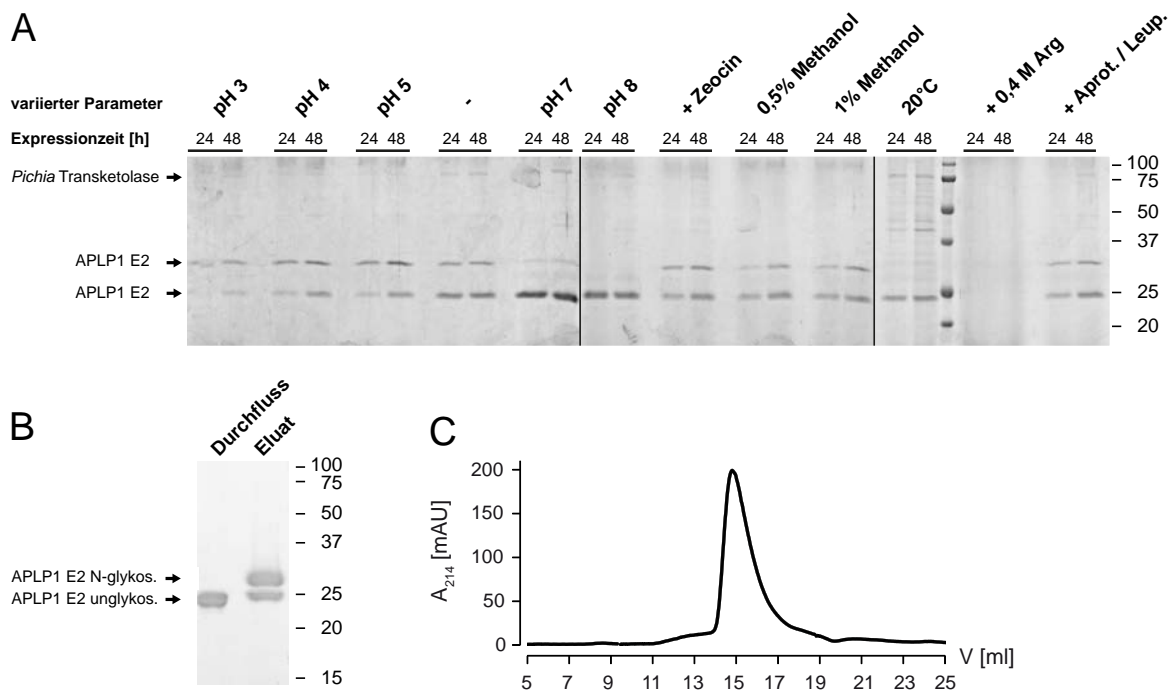 A
variierter Parameter pH 3 pH 4 pH 5 - pH 7 pH 8 + Zeocin 0,5% Methanol 1% Methanol 20°C + 0,4 M Arg + Aprot. / Leup.
Expressionzeit [h] 24 48 24 48 24 48 24 48 24 48 24 48 24 48 24 48 24 48 24 48 24 48 24 48
– 100
Pichia Transketolase – 75
– 50
– 37
APLP1 E2
APLP1 E2 – 25
– 20
B
Durchfluss Eluat
– 100
– 75
– 50
– 37
APLP1 E2 N-glykos.
APLP1 E2 unglykos. – 25
– 20
– 15
C
A214 [mAU]
200
150
100
50
0
V [ml]
5 7 9 11 13 15 17 19 21 23 25